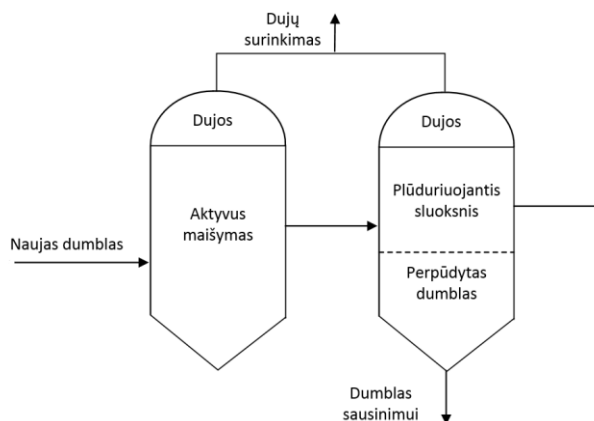 Dujų
surinkimas
Dujos
Dujos
Aktyvus
maišymas
Plūduriuojantis
sluoksnis
Naujas dumblas
Perpūdytas
dumblas
Dumblas
sausinimui